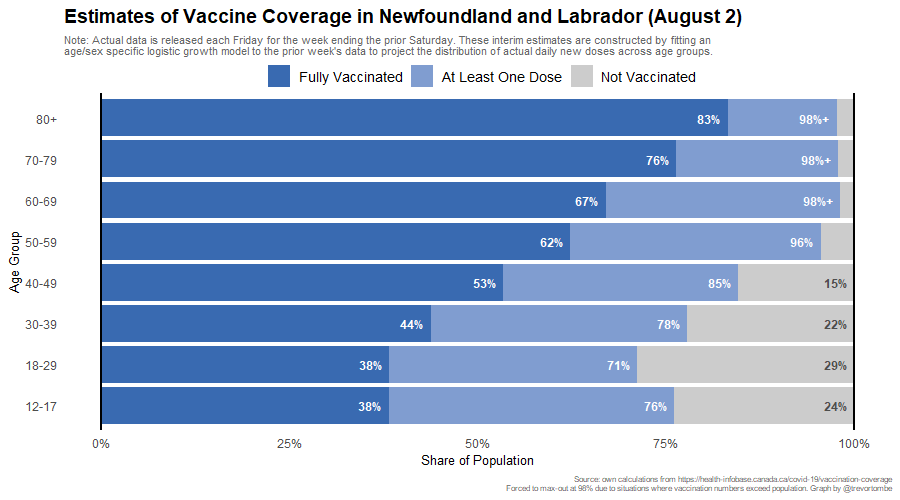 Estimates of Vaccine Coverage in Newfoundland and Labrador (August 2)
Note: Actual data is released each Friday for the week ending the prior Saturday. These interim estimates are constructed by fitting an
age/sex specific logistic growth model to the prior week's data to project the distribution of actual daily new doses across age groups.
Fully Vaccinated At Least One Dose Not Vaccinated
Age Group
80+ 83% 98%+
70-79 76% 98%+
60-69 67% 98%+
50-59 62% 96%
40-49 53% 85% 15%
30-39 44% 78% 22%
18-29 38% 71% 29%
12-17 38% 76% 24%
0% 25% 50% 75% 100%
Share of Population
Source: own calculations from https://health-infobase.canada.ca/covid-19/vaccination-coverage
Forced to max-out at 98% due to situations where vaccination numbers exceed population. Graph by @trevortombe